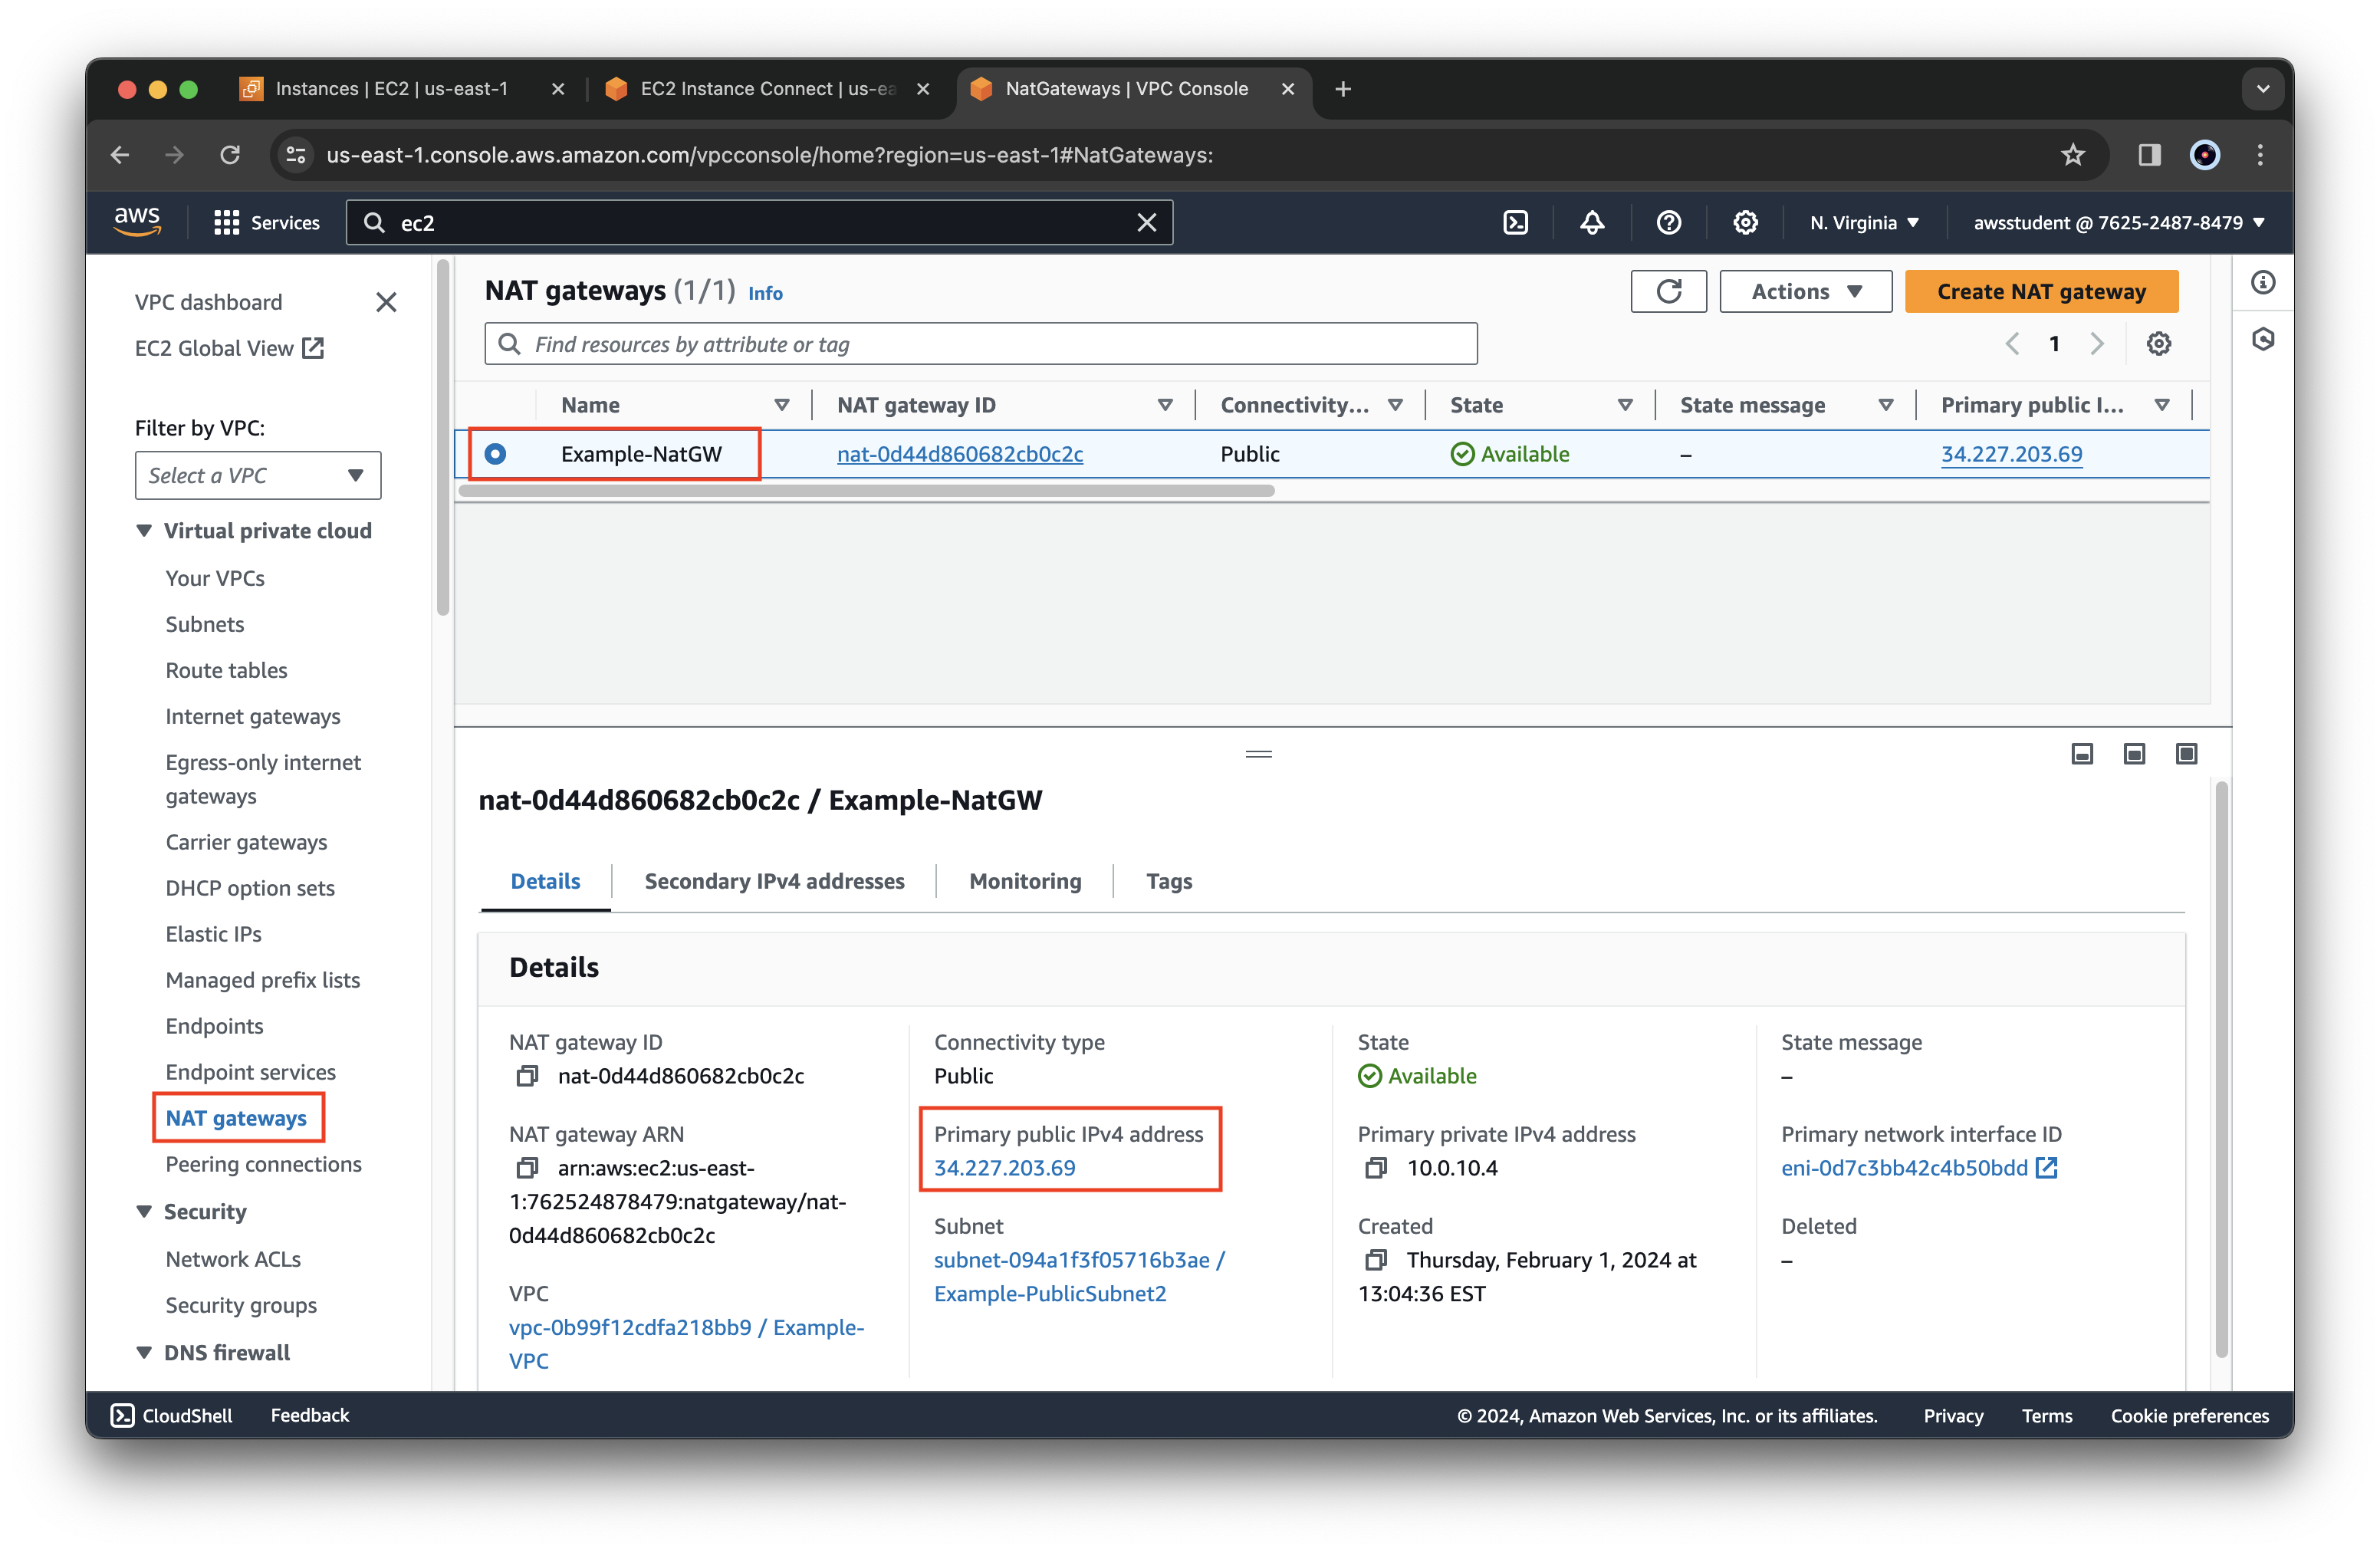 Instances | EC2 | us-east-1
EC2 Instance Connect | us-ea
NatGateways | VPC Console
us-east-1.console.aws.amazon.com/vpcconsole/home?region=us-east-1#NatGateways:
aws
Services
ec2
N. Virginia
awsstudent @ 7625-2487-8479
VPC dashboard
EC2 Global View
Filter by VPC:
Select a VPC
Virtual private cloud
Your VPCs
Subnets
Route tables
Internet gateways
Egress-only internet
gateways
Carrier gateways
DHCP option sets
Elastic IPs
Managed prefix lists
Endpoints
Endpoint services
NAT gateways
Peering connections
Security
Network ACLs
Security groups
DNS firewall
NAT gateways (1/1) Info
Actions
Create NAT gateway
Find resources by attribute or tag
1
Name NAT gateway ID Connectivity... State State message Primary public I...
Example-NatGW nat-0d44d860682cb0c2c Public Available – 34.227.203.69
nat-0d44d860682cb0c2c / Example-NatGW
Details Secondary IPv4 addresses Monitoring Tags
Details
NAT gateway ID
nat-0d44d860682cb0c2c
NAT gateway ARN
arn:aws:ec2:us-east-
1:762524878479:natgateway/nat-
0d44d860682cb0c2c
VPC
vpc-0b99f12cdfa218bb9 / Example-
VPC
Connectivity type
Public
Primary public IPv4 address
34.227.203.69
Subnet
subnet-094a1f3f05716b3ae /
Example-PublicSubnet2
State
Available
Primary private IPv4 address
10.0.10.4
Created
Thursday, February 1, 2024 at
13:04:36 EST
State message
–
Primary network interface ID
eni-0d7c3bb42c4b50bdd
Deleted
–
CloudShell
Feedback
© 2024, Amazon Web Services, Inc. or its affiliates.
Privacy
Terms
Cookie preferences